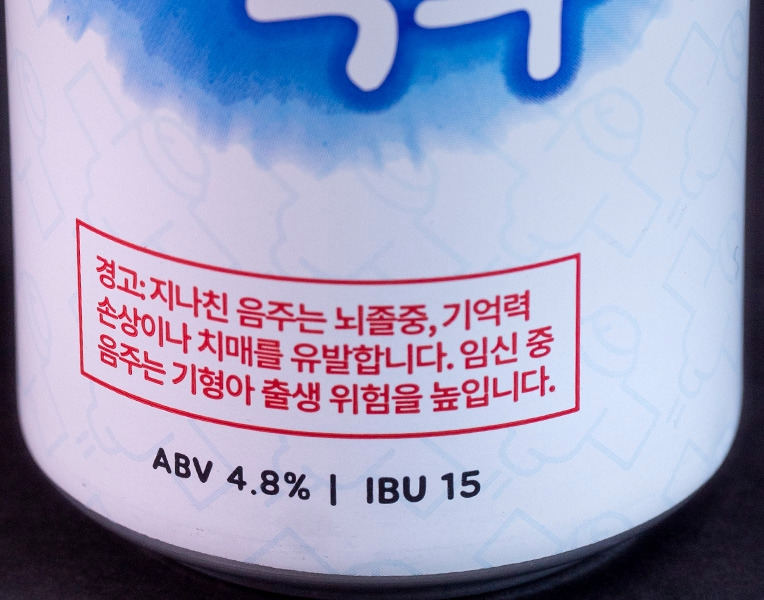 경고: 지나친 음주는 뇌졸중, 기억력
손상이나 치매를 유발합니다. 임신 중
음주는 기형아 출생 위험을 높입니다.
ABV 4.8% | IBU 15